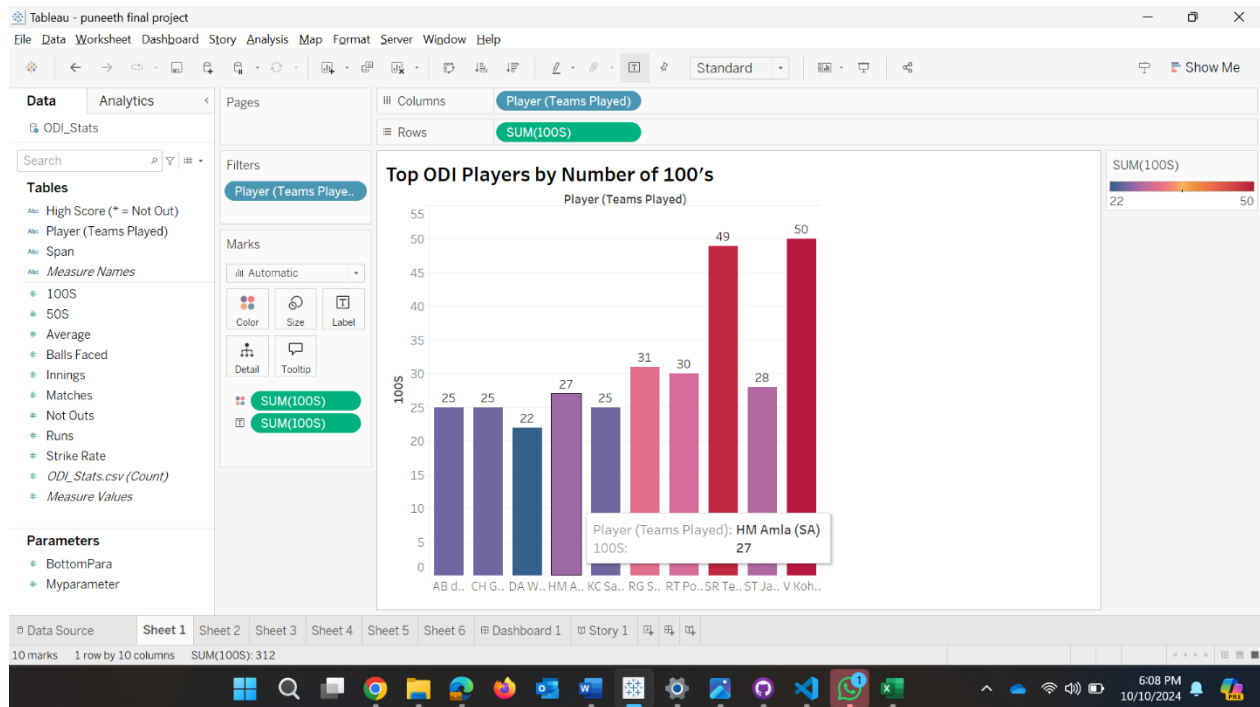 Tableau - puneeth final project
File Data Worksheet Dashboard Story Analysis Map Format Server Window Help
Standard
Show Me
Data Analytics
ODI_Stats
Search
Tables
Abc High Score (* = Not Out)
Abc Player (Teams Played)
Abc Span
Abc Measure Names
# 100S
# 50S
# Average
# Balls Faced
# Innings
# Matches
# Not Outs
# Runs
# Strike Rate
# ODI_Stats.csv (Count)
# Measure Values
Parameters
# BottomPara
# Myparameter
Pages
Filters
Player (Teams Playe..
Marks
Automatic
Color Size Label
Detail Tooltip
SUM(100S)
SUM(100S)
Columns Player (Teams Played)
Rows SUM(100S)
Top ODI Players by Number of 100's
Player (Teams Played)
100S
55
50
45
40
35
30
25
20
15
10
5
0
25 25 22 27 25 31 30 49 28 50
AB d.. CH G.. DA W.. HM A.. KC Sa.. RG S.. RT Po.. SR Te.. ST Ja.. V Koh..
Player (Teams Played): HM Amla (SA)
100S: 27
SUM(100S)
22 50
Data Source Sheet 1 Sheet 2 Sheet 3 Sheet 4 Sheet 5 Sheet 6 Dashboard 1 Story 1
10 marks 1 row by 10 columns SUM(100S): 312
1
6:08 PM
10/10/2024
PRE